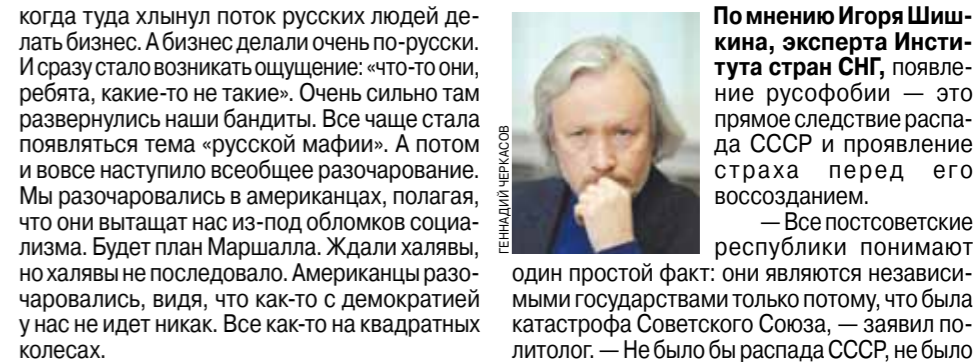 когда туда хлынул поток русских людей де-
лать бизнес. А бизнес делали очень по-русски.
И сразу стало возникать ощущение: «что-то они,
ребята, какие-то не такие». Очень сильно там
развернулись наши бандиты. Все чаще стала
появляться тема «русской мафии». А потом
и вовсе наступило всеобщее разочарование.
Мы разочаровались в американцах, полагая,
что они вытащат нас из-под обломков социа-
лизма. Будет план Маршалла. Ждали халявы,
но халявы не последовало. Американцы разо-
чаровались, видя, что как-то с демократией
у нас не идет никак. Все как-то на квадратных
колесах.
ГЕННАДИЙ ЧЕРКАСОВ
По мнению Игоря Шиш-
кина, эксперта Инсти-
тута стран СНГ, появле-
ние русофобии — это
прямое следствие распа-
да СССР и проявление
страха перед его
воссозданием.
— Все постсоветские
республики понимают
один простой факт: они являются независи-
мыми государствами только потому, что была
катастрофа Советского Союза, — заявил по-
литолог. — Не было бы распада СССР, не было